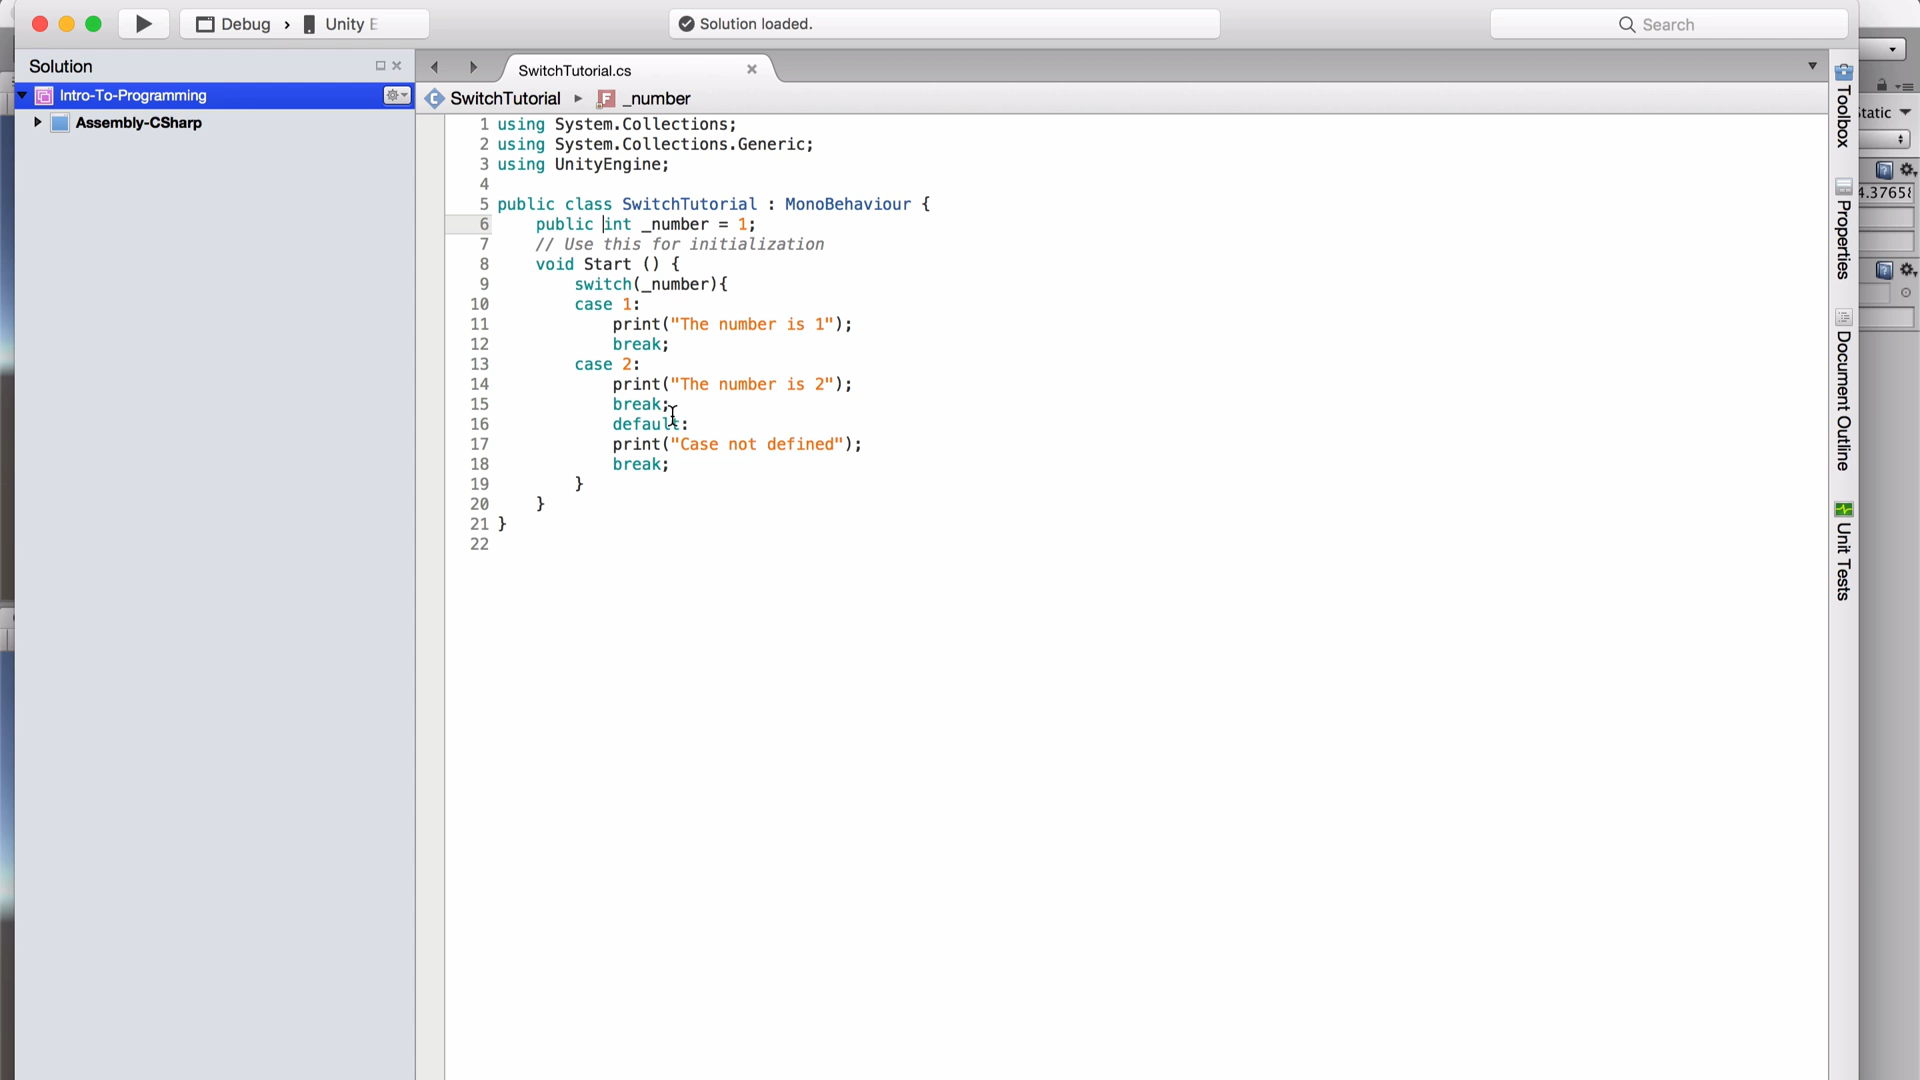 Debug › Unity E
Solution loaded.
Search
Solution
SwitchTutorial.cs
Intro-To-Programming
SwitchTutorial ▸ _number
Assembly-CSharp
1 using System.Collections;
2 using System.Collections.Generic;
3 using UnityEngine;
4
5 public class SwitchTutorial : MonoBehaviour {
6 public int _number = 1;
7 // Use this for initialization
8 void Start () {
9 switch(_number){
10 case 1:
11 print("The number is 1");
12 break;
13 case 2:
14 print("The number is 2");
15 break;
16 default:
17 print("Case not defined");
18 break;
19 }
20 }
21 }
22
Toolbox
Properties
Document Outline
Unit Tests
tatic
4.3765